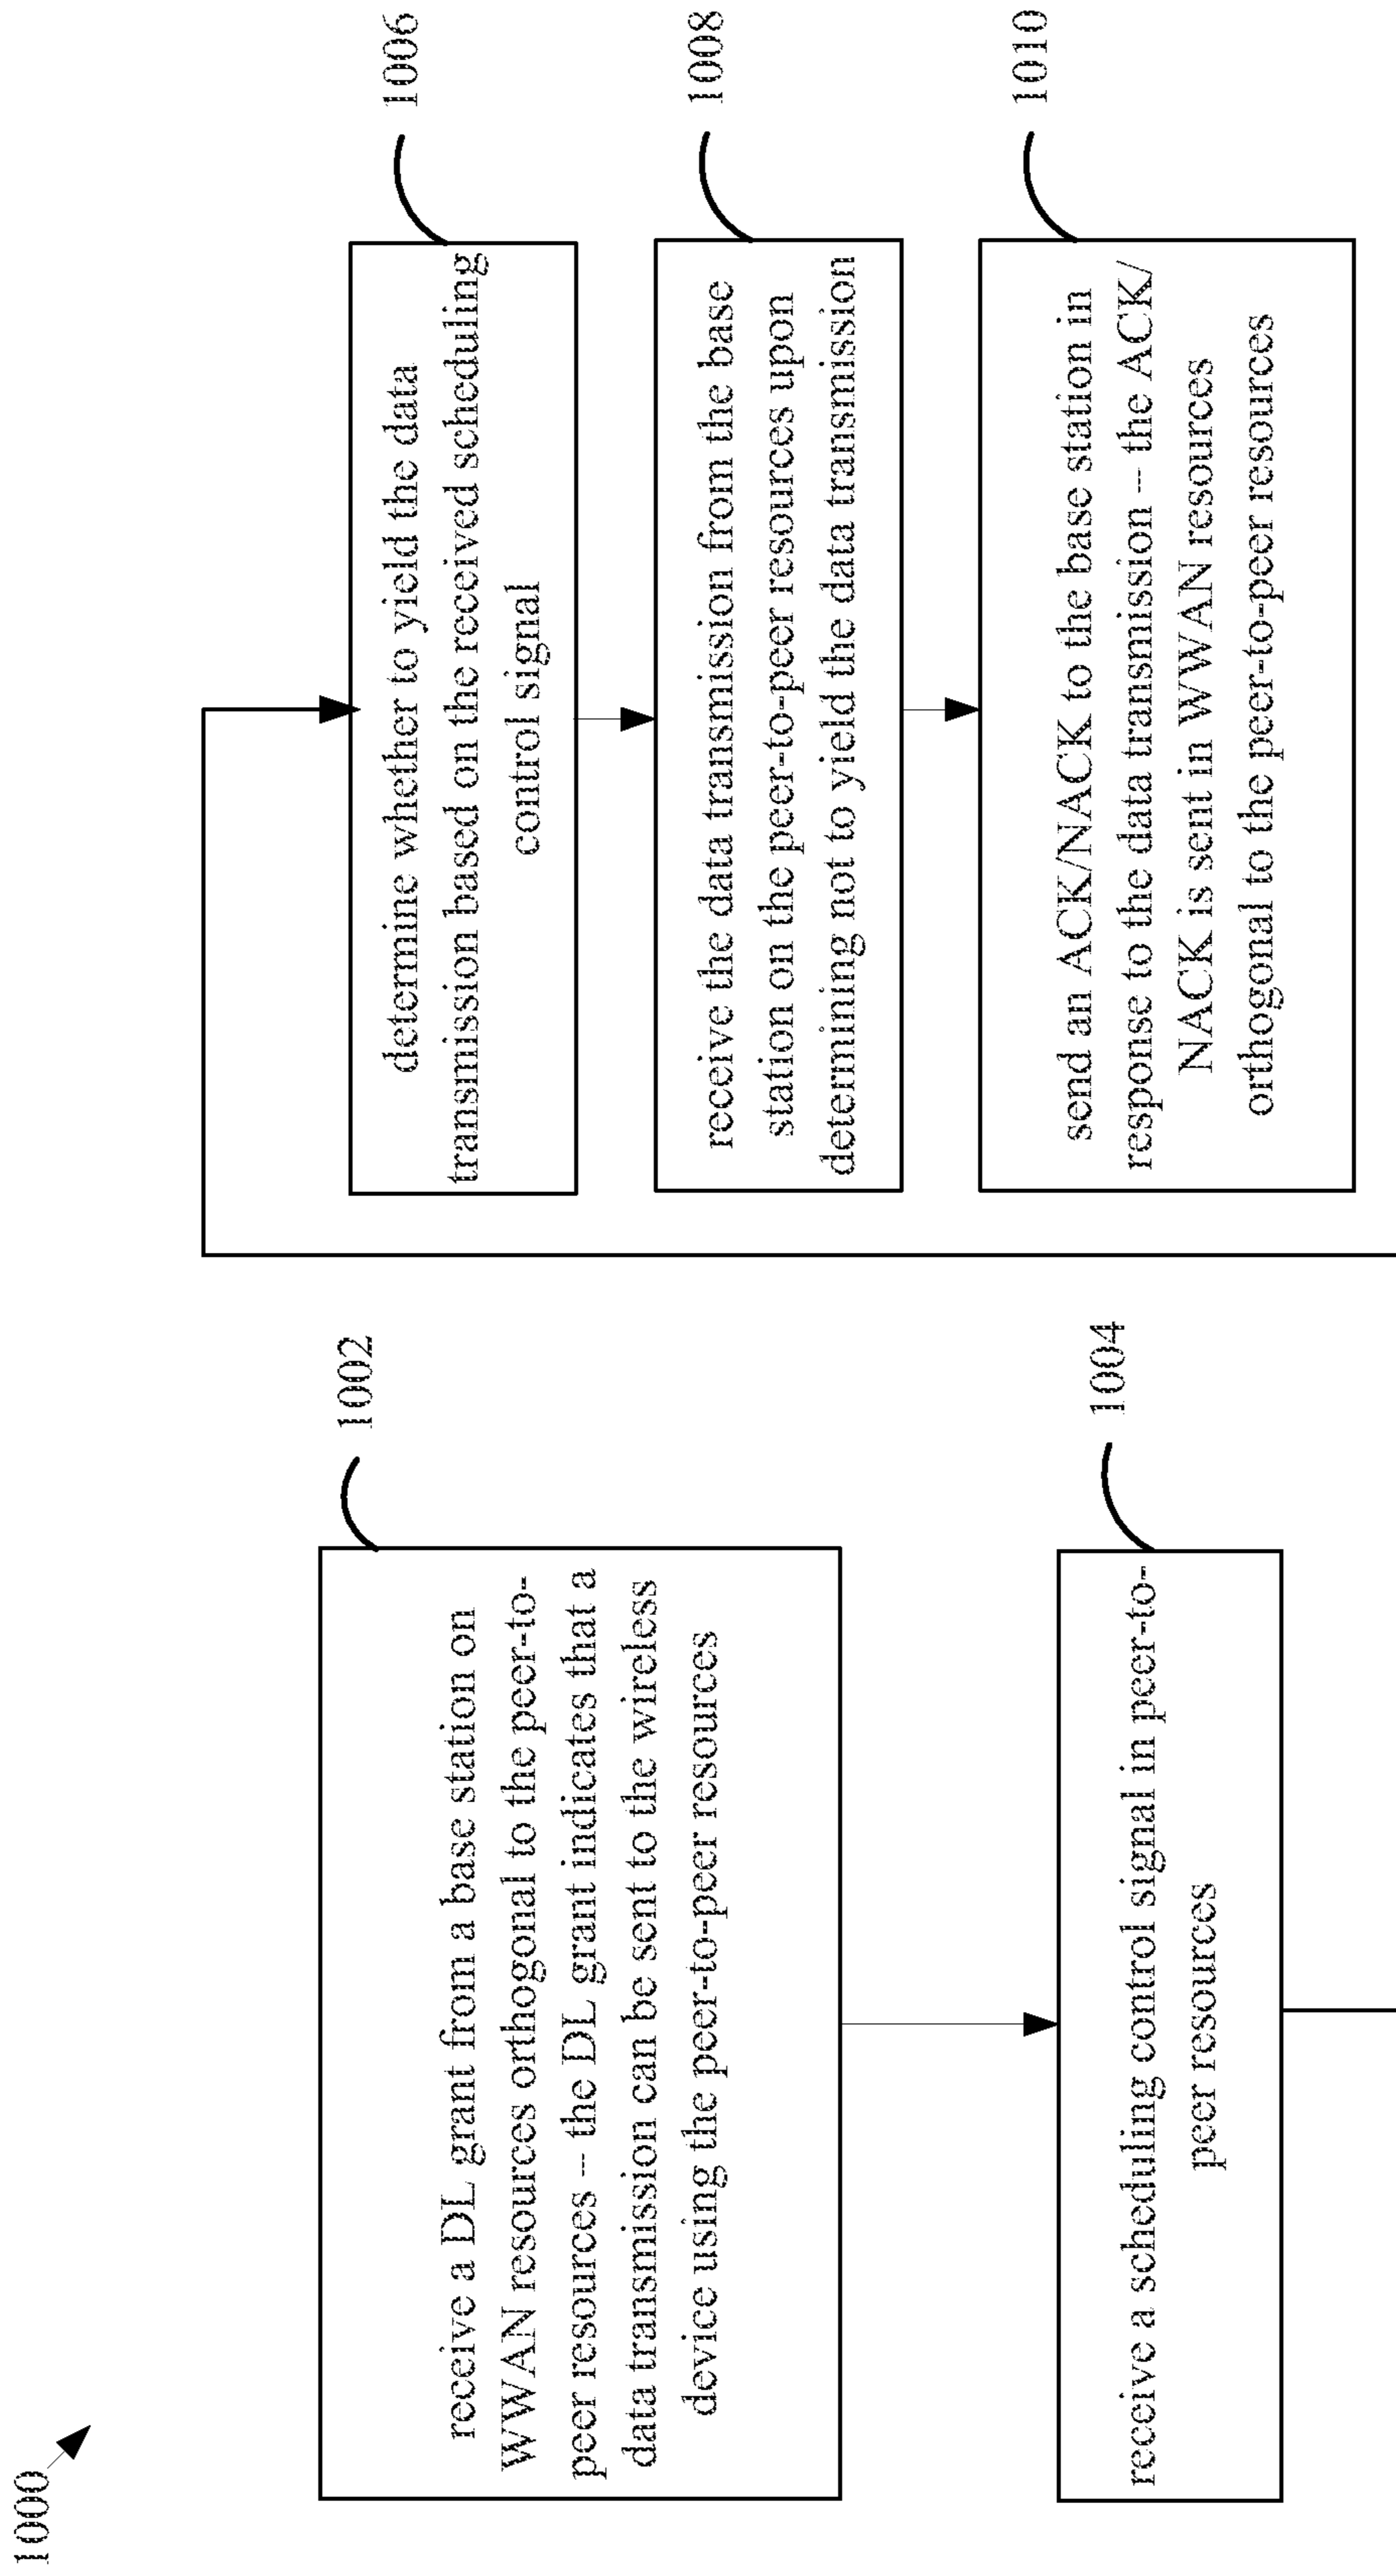 1000
1002
receive a DL grant from a base station on
WWAN resources orthogonal to the peer-to-
peer resources -- the DL grant indicates that a
data transmission can be sent to the wireless
device using the peer-to-peer resources
1004
receive a scheduling control signal in peer-to-
peer resources
1006
determine whether to yield the data
transmission based on the received scheduling
control signal
1008
receive the data transmission from the base
station on the peer-to-peer resources upon
determining not to yield the data transmission
1010
send an ACK/NACK to the base station in
response to the data transmission -- the ACK/
NACK is sent in WWAN resources
orthogonal to the peer-to-peer resources